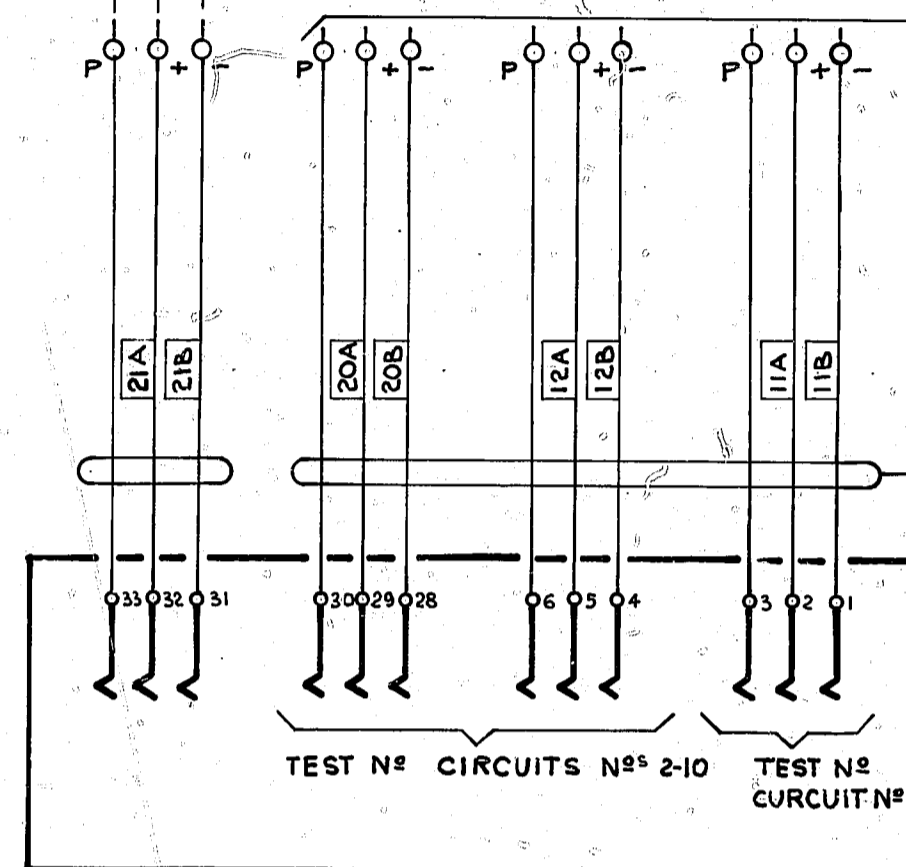 P + - P + - P + - P + -
21A 21B 20A 20B 12A 12B 11A 11B
33 32 31 30 29 28 6 5 4 3 2 1
TEST Nº CIRCUITS Nºˢ 2-10 TEST Nº
CURCUIT Nº